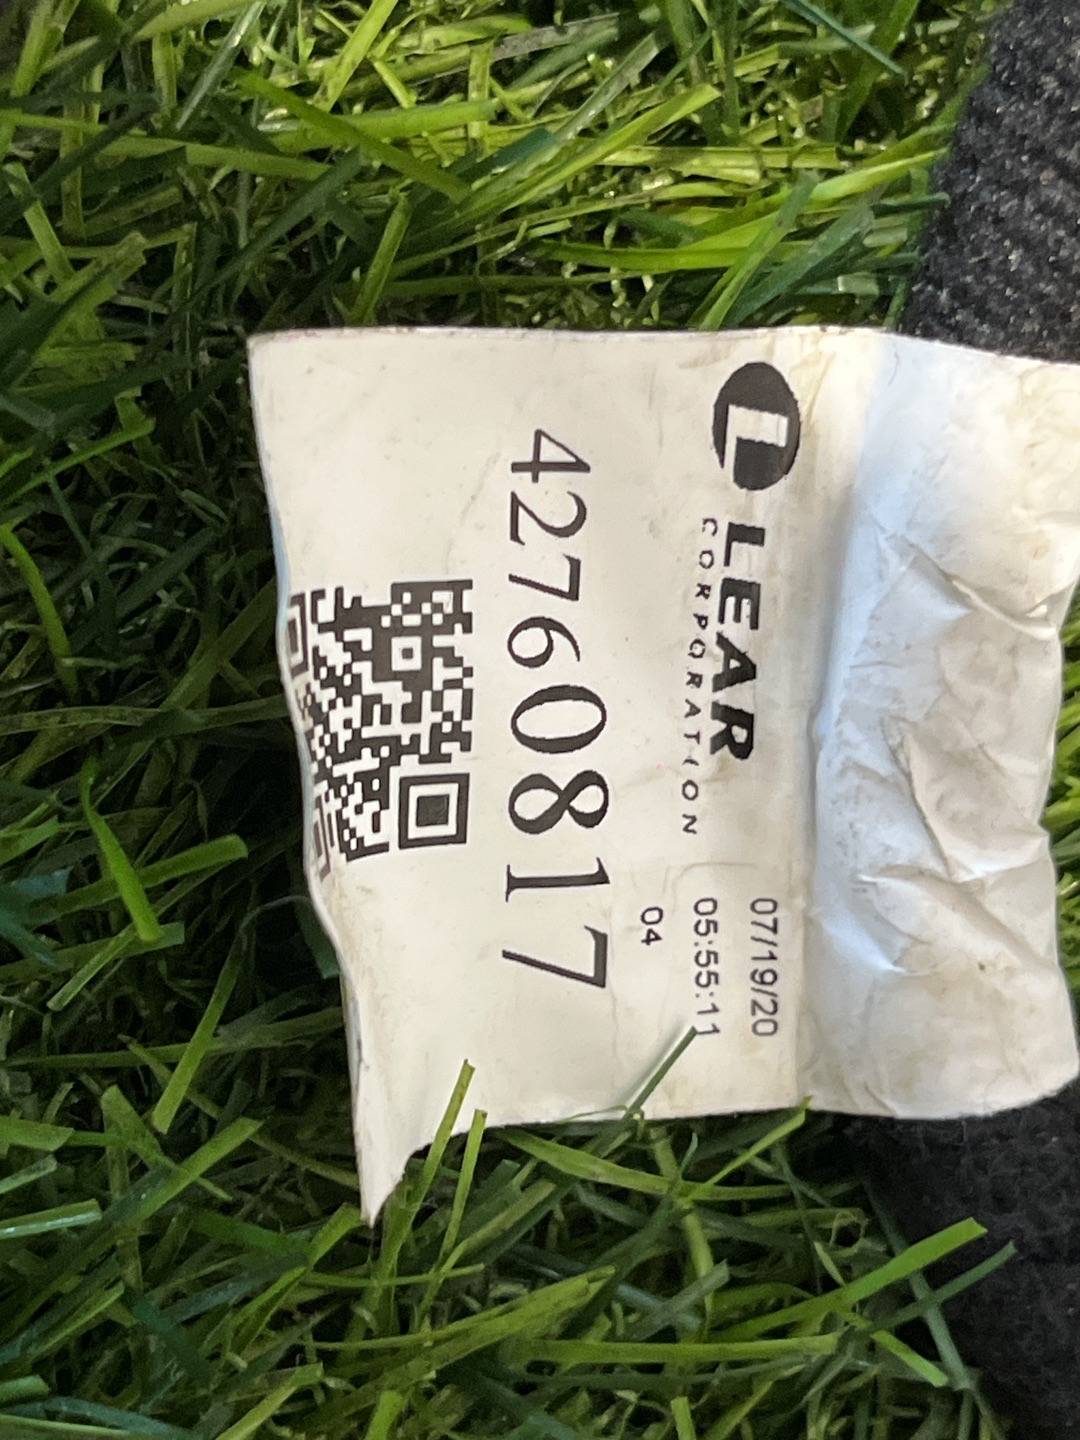 LEAR
CORPORATION
07/19/20
05:55:11
04
42760817